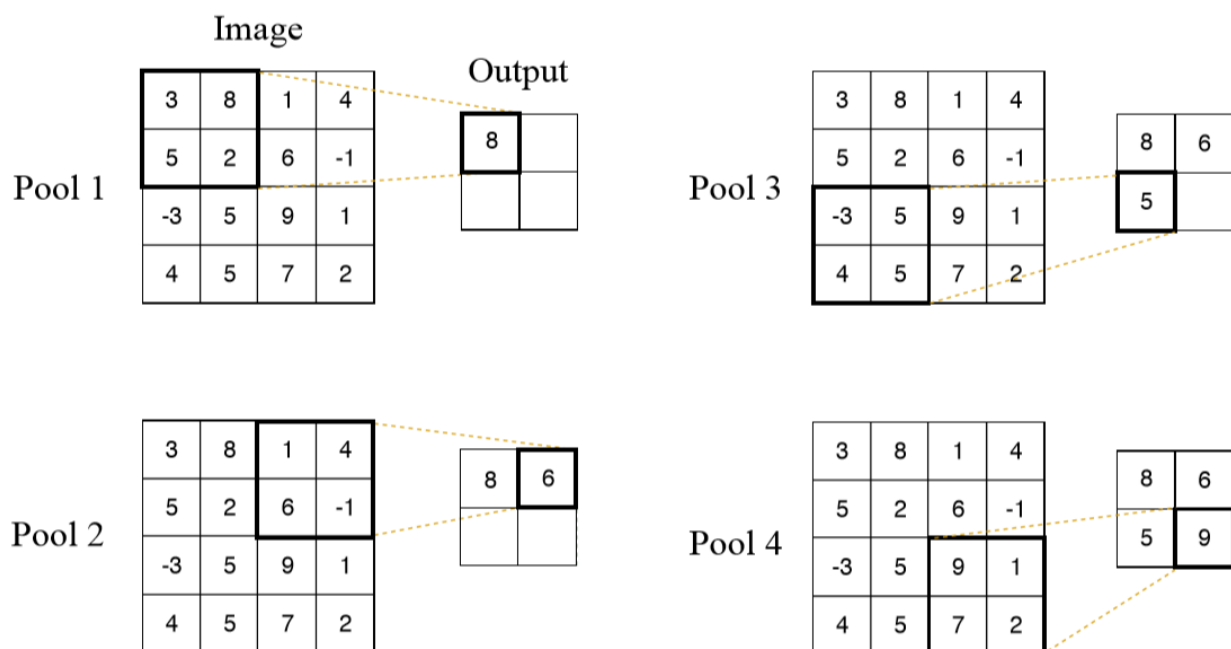 Image
Output
Pool 1
3 8 1 4
5 2 6 -1
-3 5 9 1
4 5 7 2
8
Pool 3
3 8 1 4
5 2 6 -1
-3 5 9 1
4 5 7 2
8 6
5
Pool 2
3 8 1 4
5 2 6 -1
-3 5 9 1
4 5 7 2
8 6
Pool 4
3 8 1 4
5 2 6 -1
-3 5 9 1
4 5 7 2
8 6
5 9